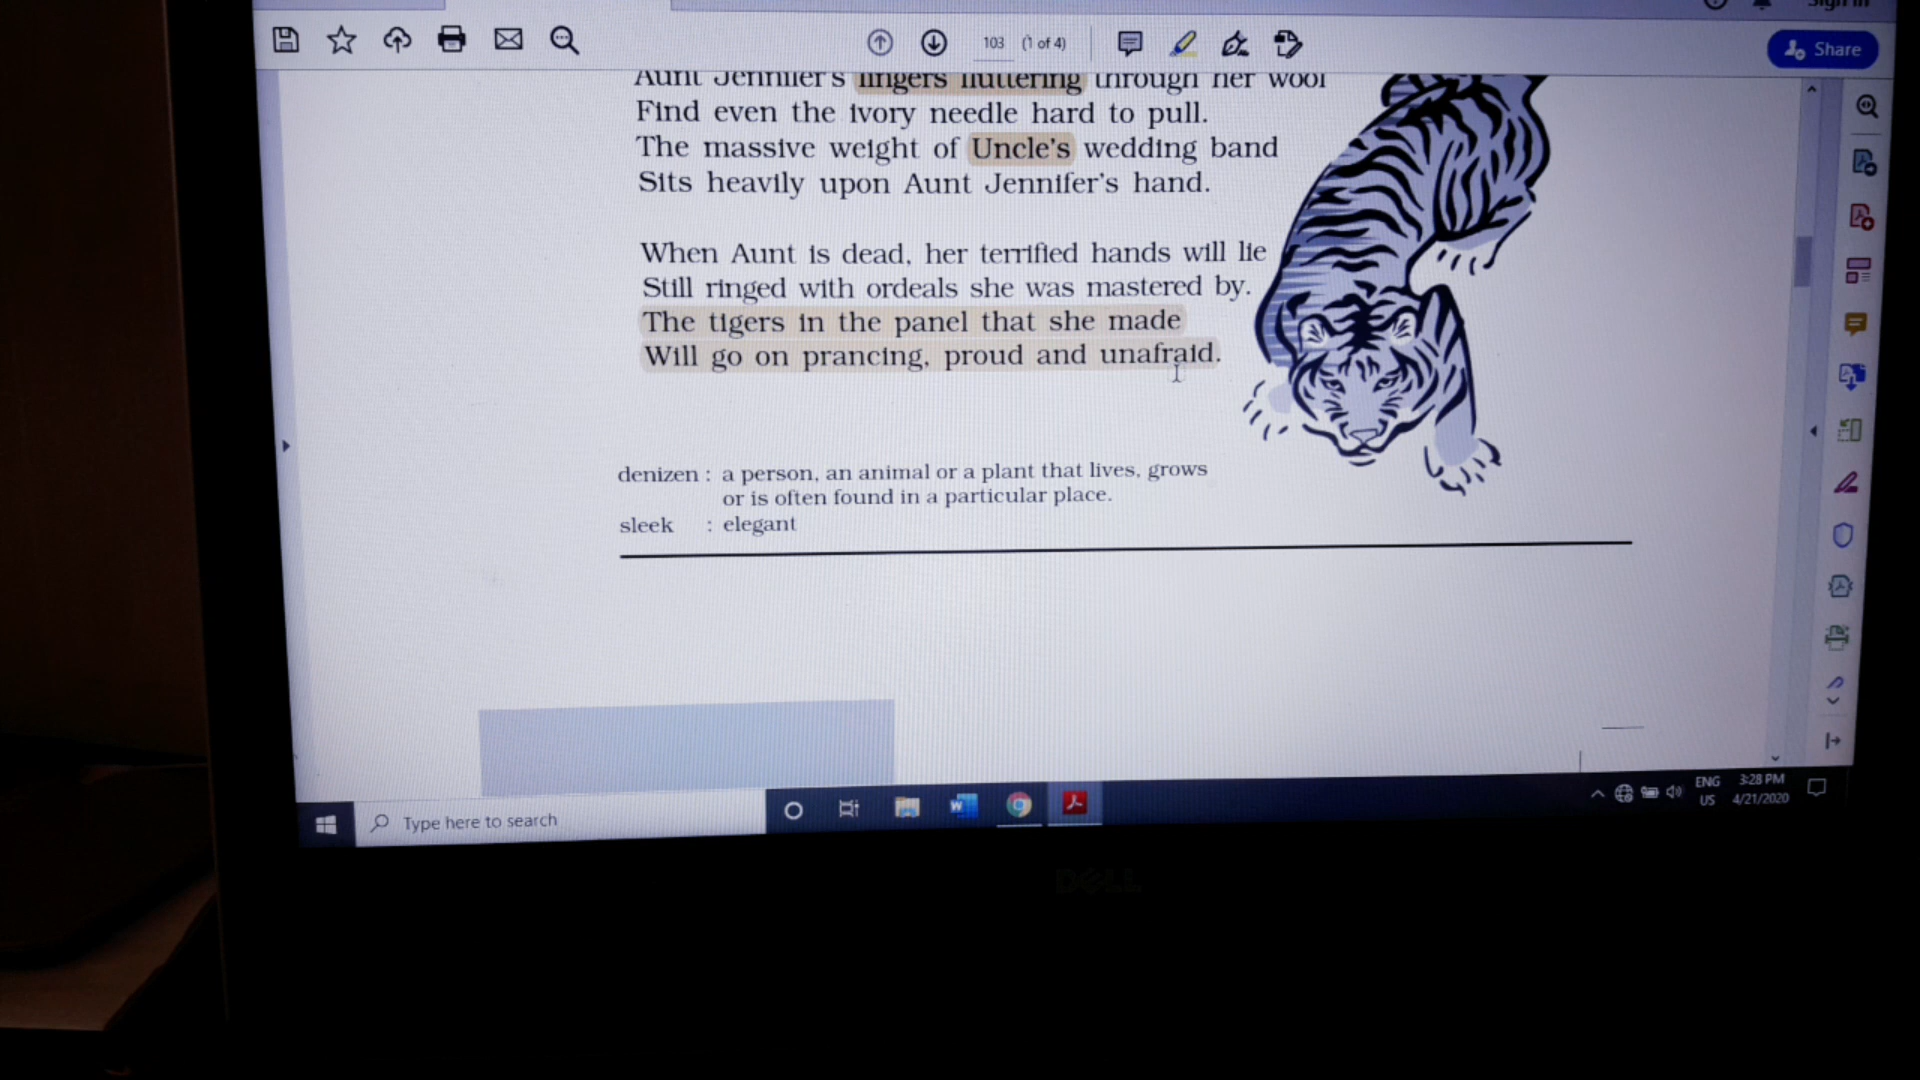 Sign in
103 (1 of 4)
Share
Aunt Jennifer's fingers fluttering through her wool
Find even the ivory needle hard to pull.
The massive weight of Uncle's wedding band
Sits heavily upon Aunt Jennifer's hand.
When Aunt is dead, her terrified hands will lie
Still ringed with ordeals she was mastered by.
The tigers in the panel that she made
Will go on prancing, proud and unafraid.
denizen : a person, an animal or a plant that lives, grows
or is often found in a particular place.
sleek : elegant
Type here to search
ENG
US
3:28 PM
4/21/2020
DELL